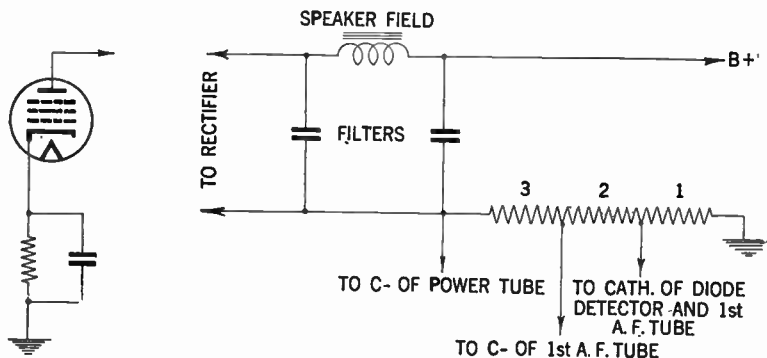 SPEAKER FIELD
B+
TO RECTIFIER
FILTERS
3 2 1
TO C- OF POWER TUBE
TO CATH. OF DIODE
DETECTOR AND 1st
A.F. TUBE
TO C- OF 1st A.F. TUBE